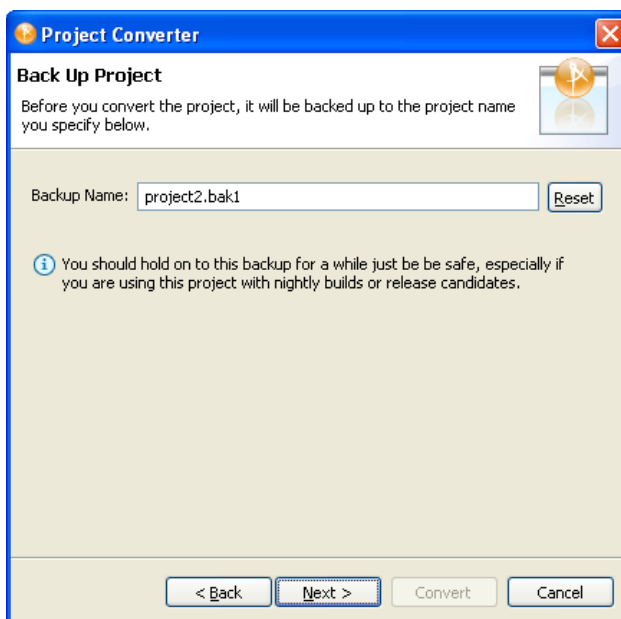 Project Converter
Back Up Project
Before you convert the project, it will be backed up to the project name
you specify below.
Backup Name: project2.bak1 Reset
You should hold on to this backup for a while just be be safe, especially if
you are using this project with nightly builds or release candidates.
< Back Next > Convert Cancel